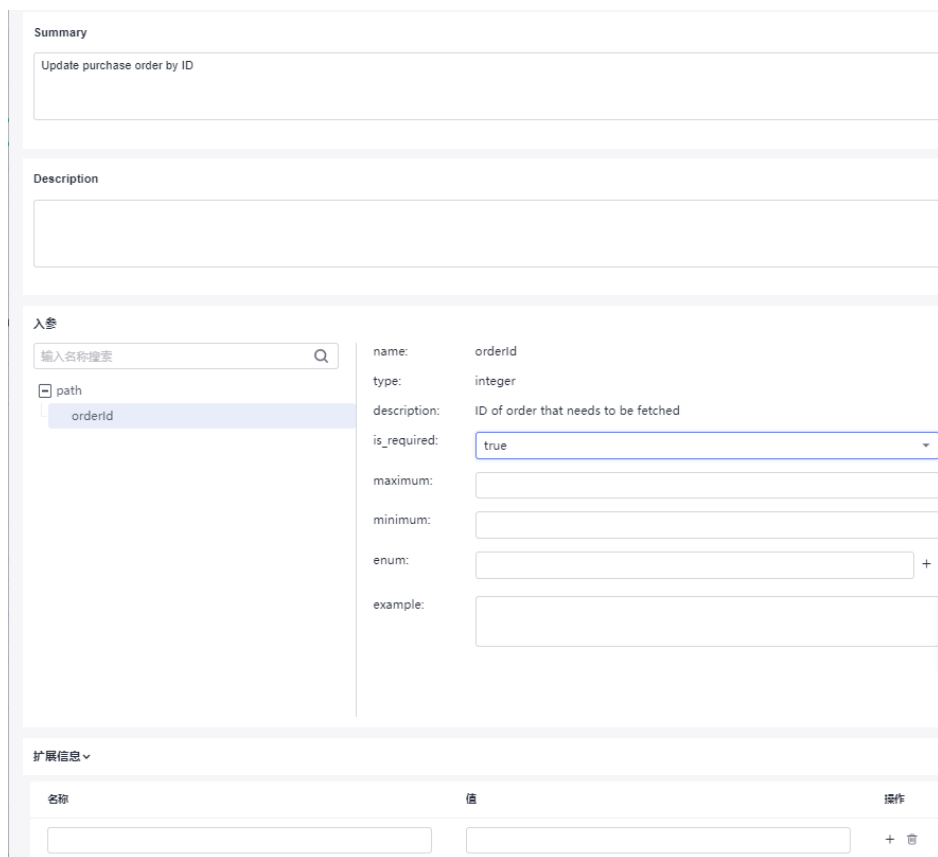 Summary
Update purchase order by ID
Description
入参
输入名称搜索
path
orderId
name: orderId
type: integer
description: ID of order that needs to be fetched
is_required: true
maximum:
minimum:
enum: +
example:
扩展信息
名称 值 操作
+